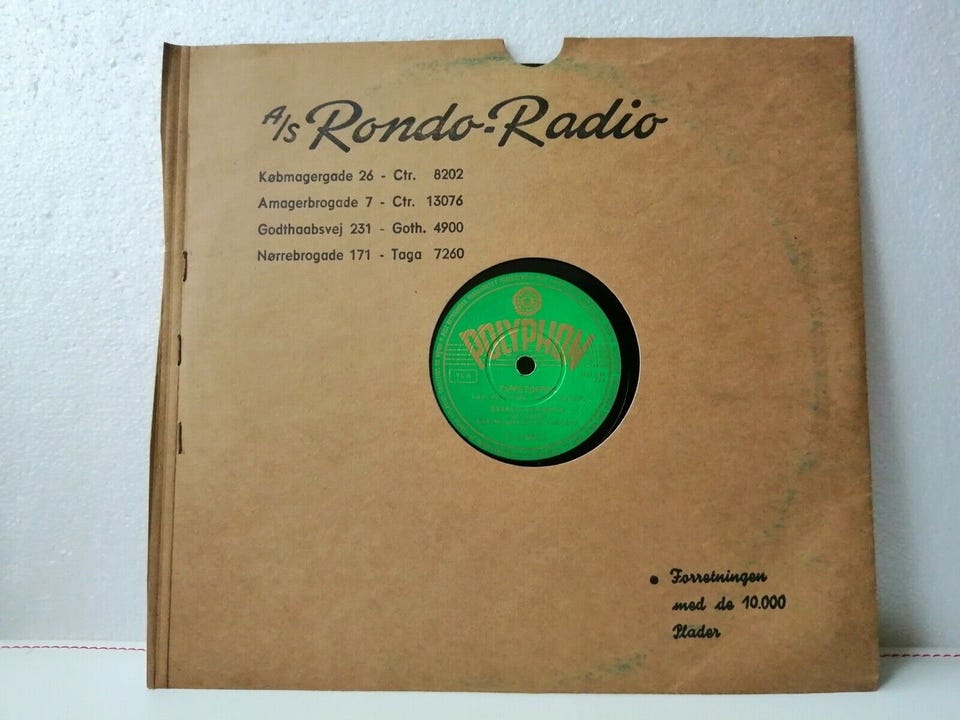 A/S Rondo-Radio
Købmagergade 26 - Ctr. 8202
Amagerbrogade 7 - Ctr. 13076
Godthaabsvej 231 - Goth. 4900
Nørrebrogade 171 - Taga 7260
POLYPHON
• Forretningen
med de 10.000
Plader